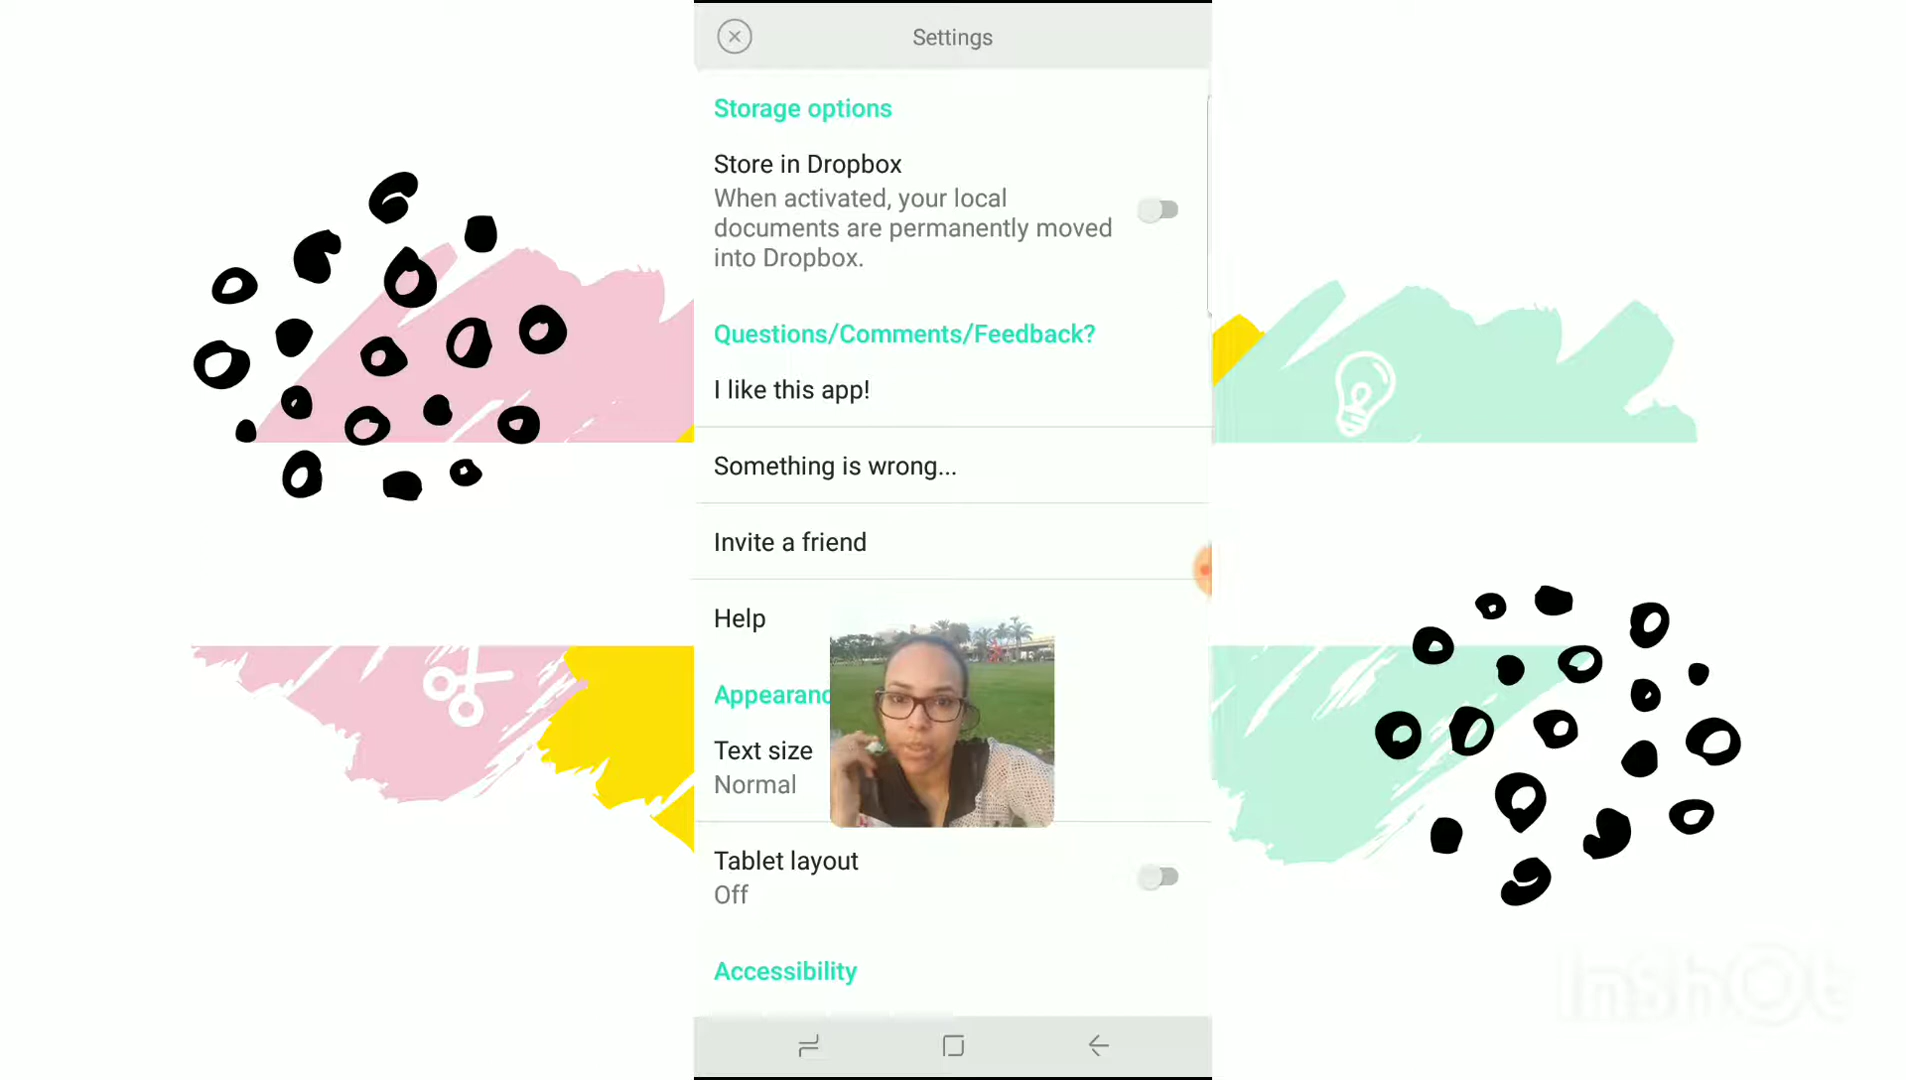 Settings
Storage options
Store in Dropbox
When activated, your local
documents are permanently moved
into Dropbox.
Questions/Comments/Feedback?
I like this app!
Something is wrong...
Invite a friend
Help
Text size
Normal
Tablet layout
Off
Accessibility
InShOt